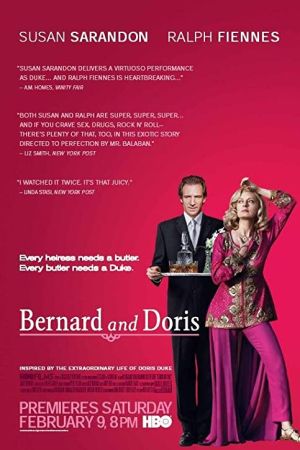 SUSAN SARANDON RALPH FIENNES
"SUSAN SARANDON DELIVERS A VIRTUOSO PERFORMANCE
AS DUKE... AND RALPH FIENNES IS HEARTBREAKING..."
– A.M. HOMES, VANITY FAIR
"BOTH SUSAN AND RALPH ARE SUPER, SUPER, SUPER...
AND IF YOU CRAVE SEX, DRUGS, ROCK N' ROLL—
THERE'S PLENTY OF THAT, TOO, IN THIS EXOTIC STORY
DIRECTED TO PERFECTION BY MR. BALABAN."
– LIZ SMITH, NEW YORK POST
"I WATCHED IT TWICE. IT'S THAT JUICY."
– LINDA STASI, NEW YORK POST
Every heiress needs a butler.
Every butler needs a Duke.
Bernard and Doris
INSPIRED BY THE EXTRAORDINARY LIFE OF DORIS DUKE
PREMIERES SATURDAY
FEBRUARY 9, 8PM HBO